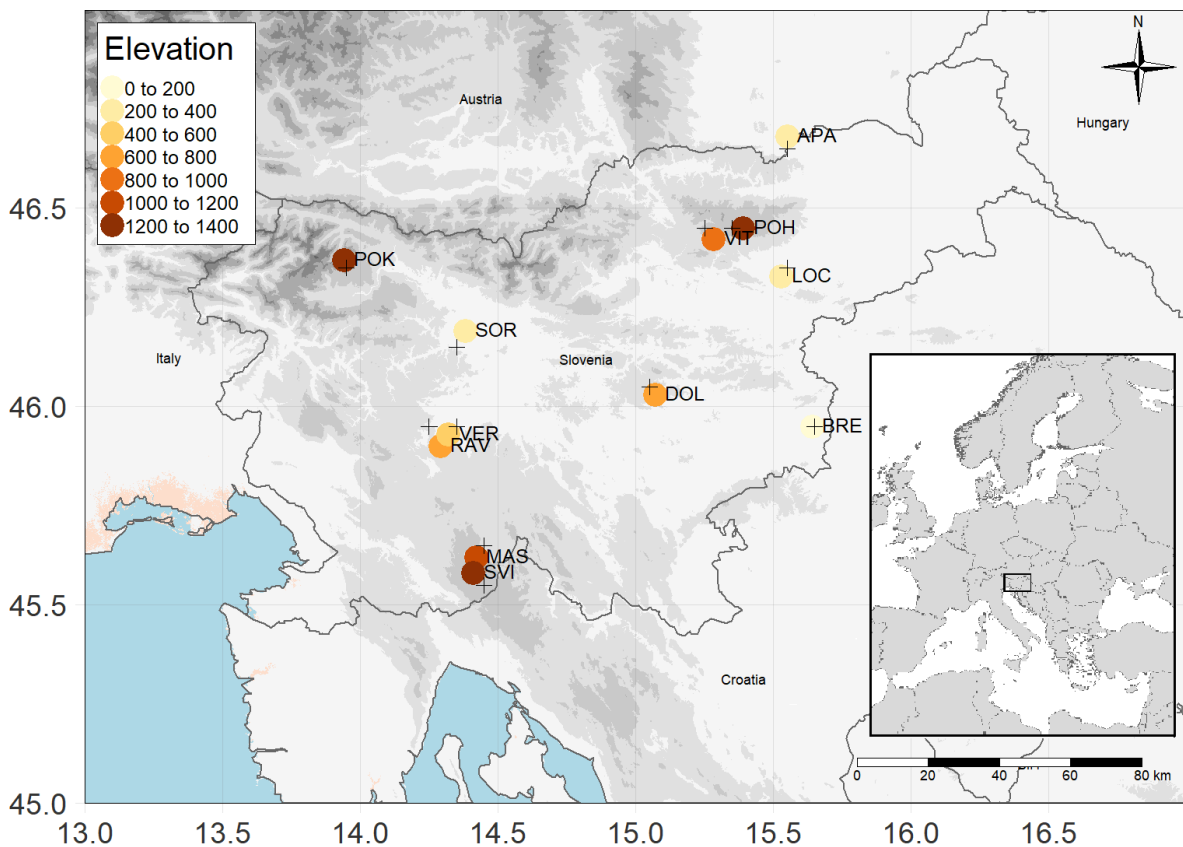 N
Elevation
0 to 200
200 to 400
400 to 600
600 to 800
800 to 1000
1000 to 1200
1200 to 1400
Austria
Hungary
APA
46.5
POH
VIT
POK
LOC
SOR
Italy
Slovenia
DOL
46.0
BRE
VER
RAV
MAS
SVI
45.5
Croatia
0 20 40 60 80 km
45.0
13.0 13.5 14.0 14.5 15.0 15.5 16.0 16.5